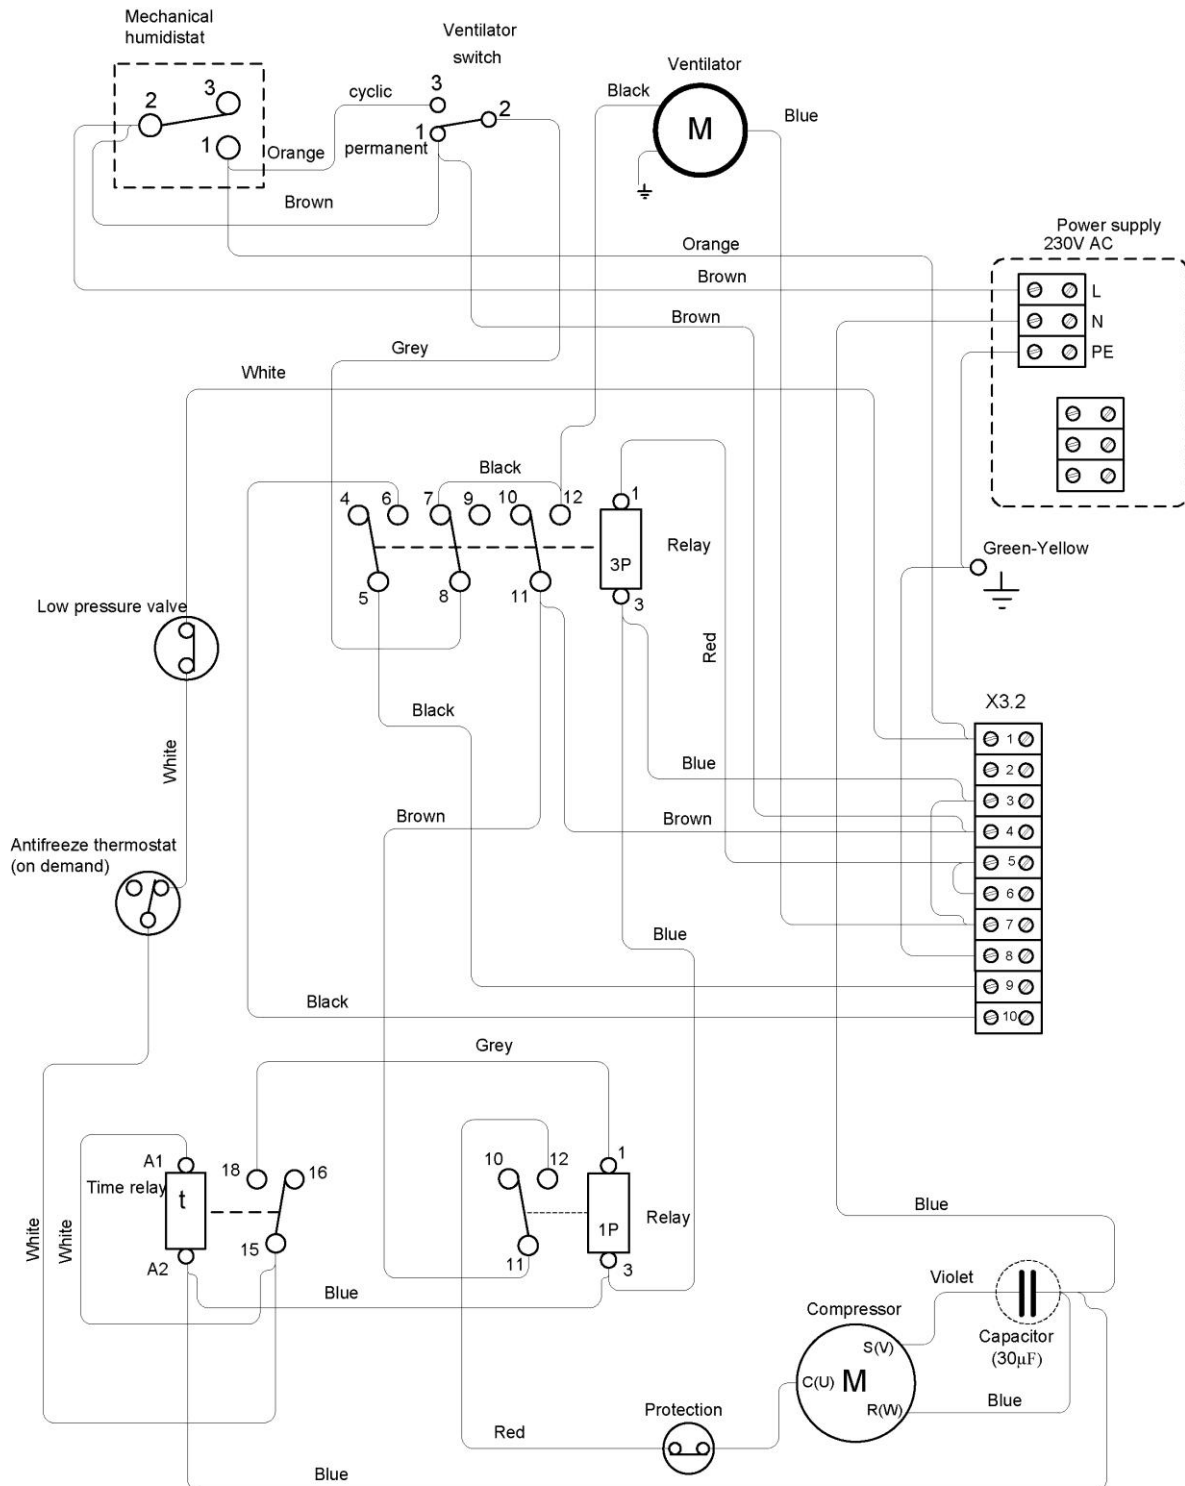 Mechanical
humidistat
Ventilator
switch
Ventilator
3
2
1
cyclic
3
2
1
permanent
Black
M
Blue
Orange
Brown
Power supply
230V AC
Orange
Brown
L
Brown
N
Grey
PE
White
Black
4
6
7
9
10
12
1
Relay
3P
Green-Yellow
5
8
11
3
Low pressure valve
Red
Black
X3.2
1
White
Blue
2
3
Brown
Brown
4
Antifreeze thermostat
(on demand)
5
6
7
Blue
8
9
Black
10
Grey
A1
18
16
10
12
1
Time relay
t
White
White
15
Relay
1P
11
A2
3
Blue
Blue
Violet
Compressor
Capacitor
(30µF)
S(V)
C(U)
M
R(W)
Blue
Protection
Red
Blue